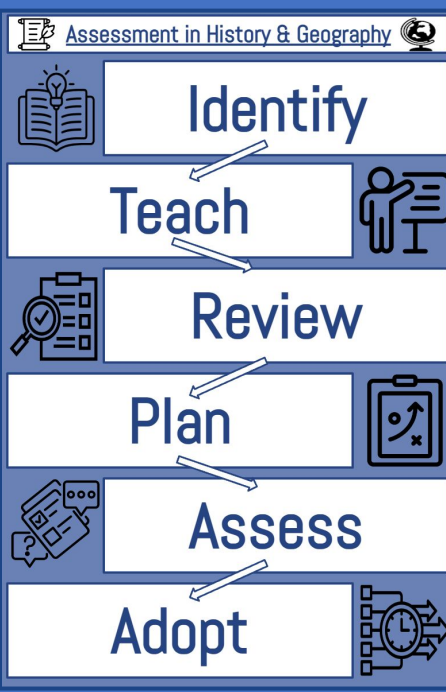 Assessment in History & Geography
Identify
Teach
Review
Plan
?
Assess
Adopt